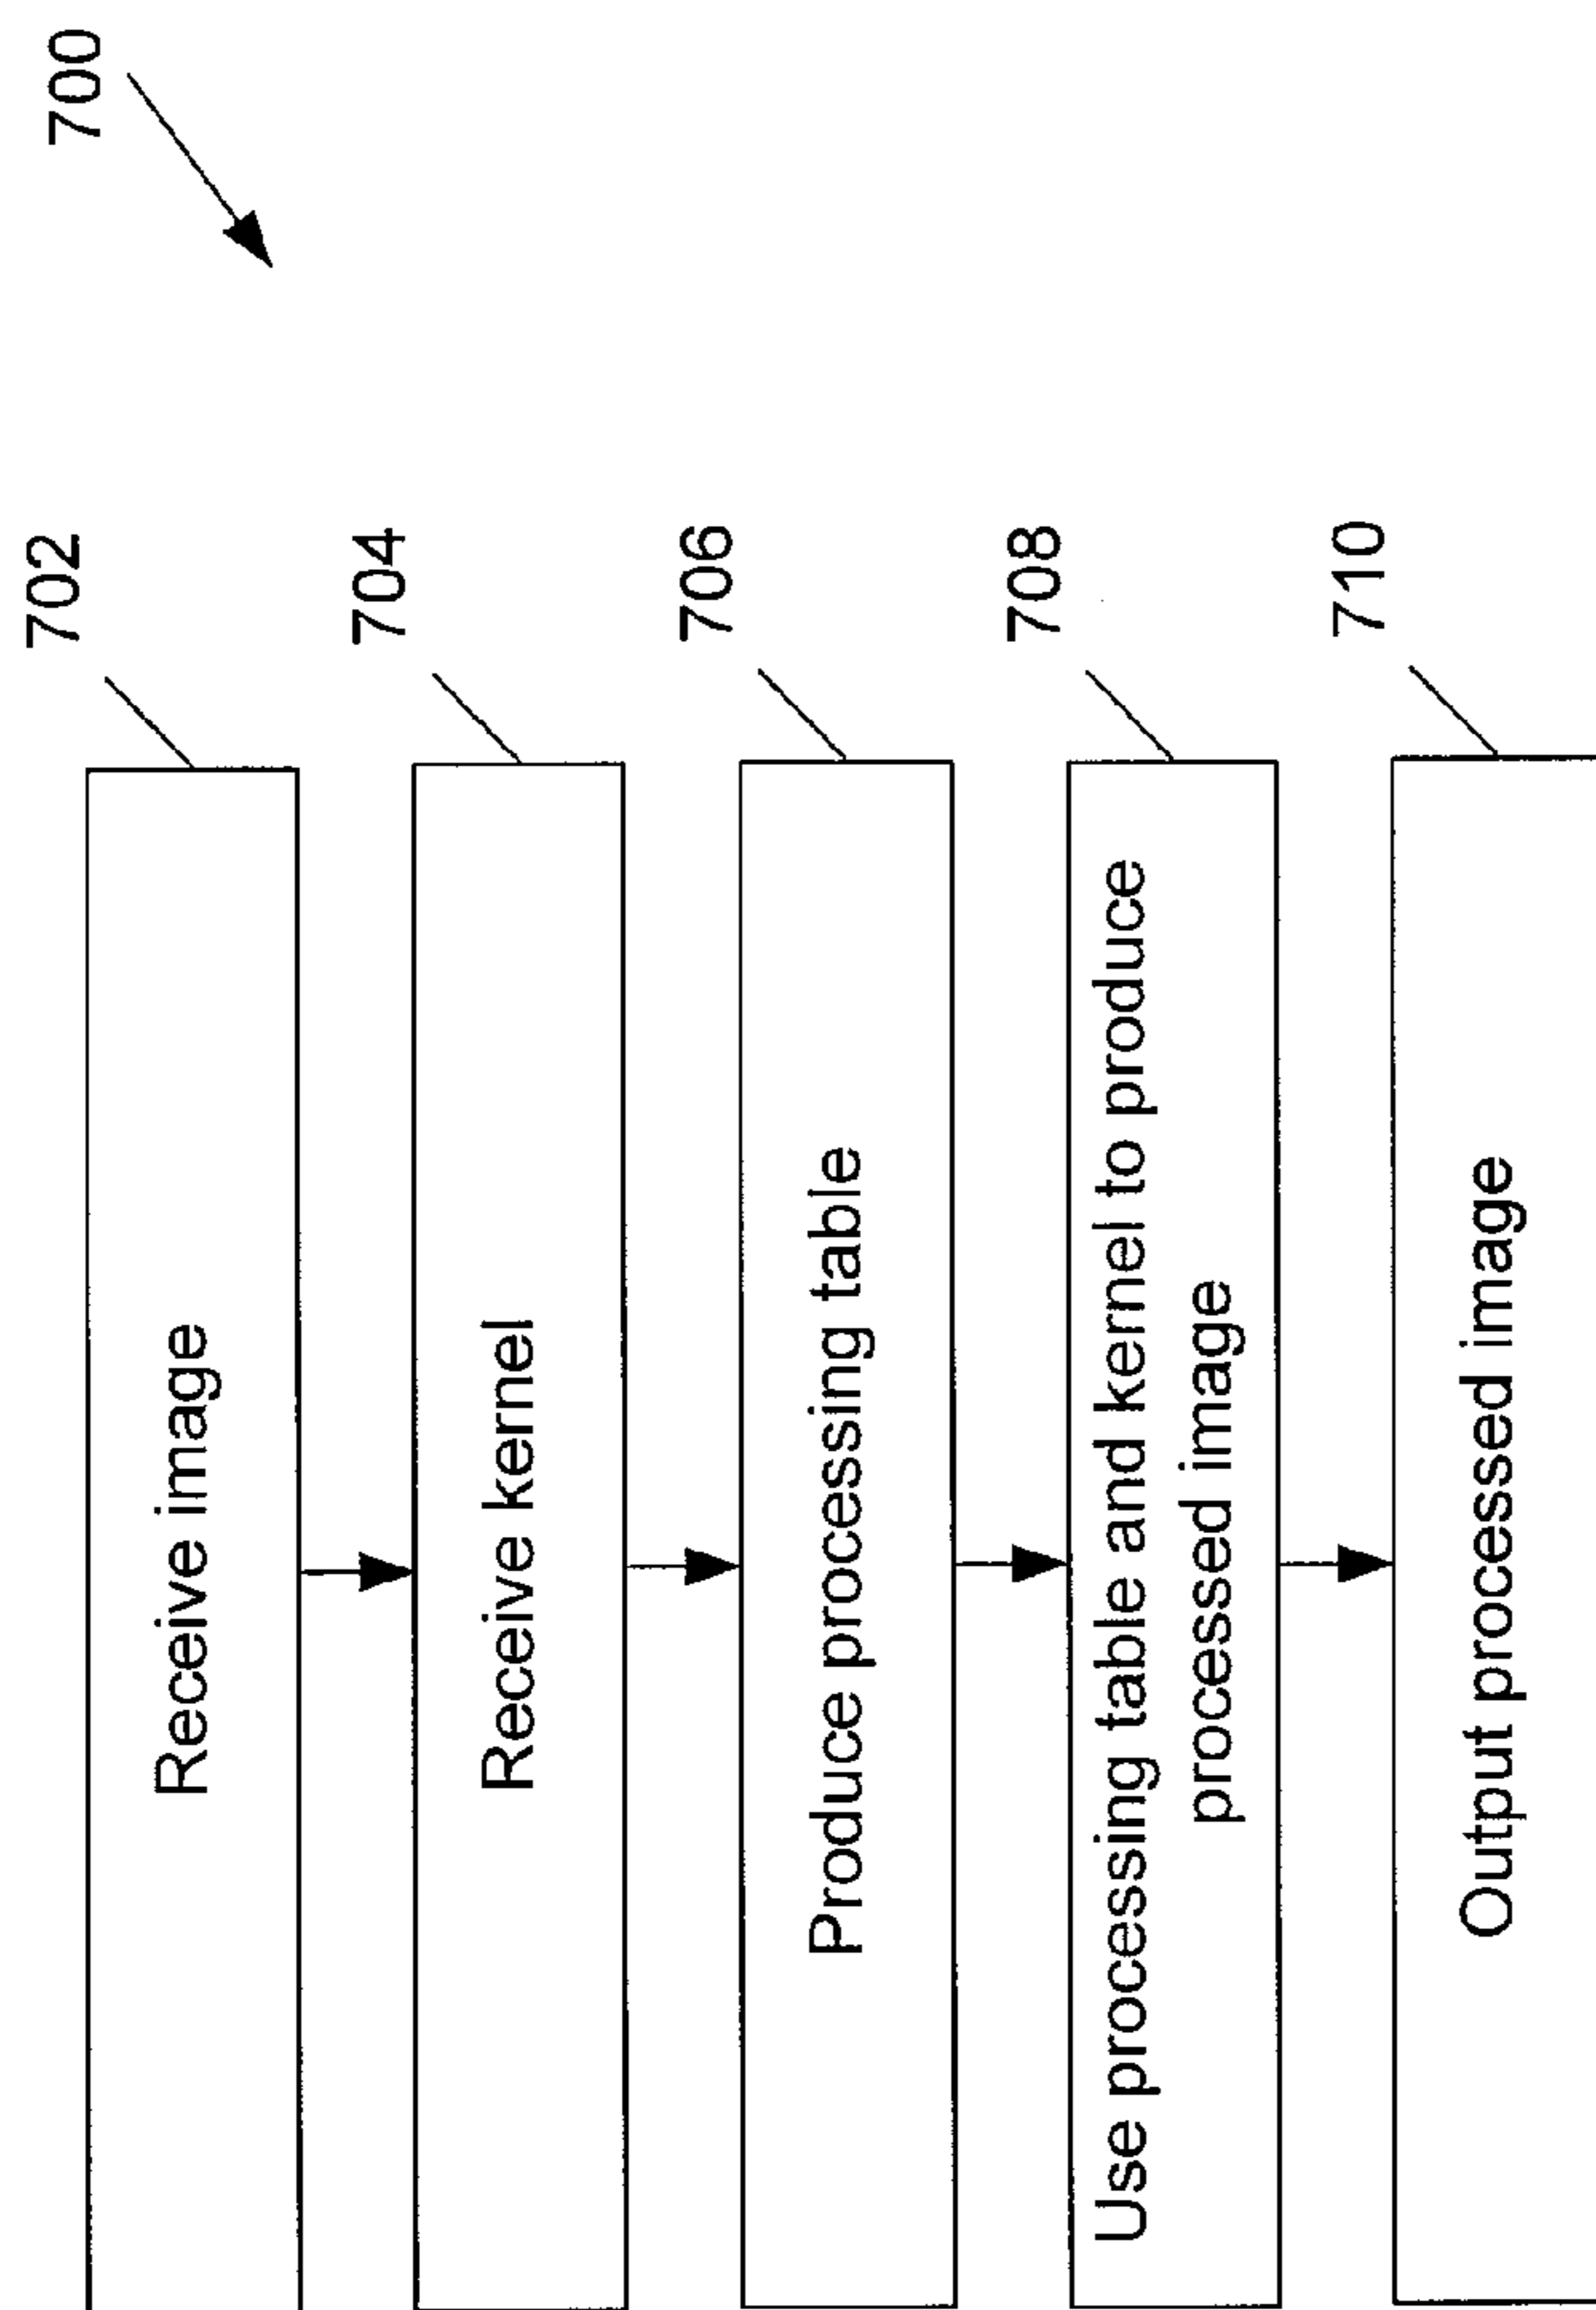 700
702
Receive image
704
Receive kernel
706
Produce processing table
708
Use processing table and kernel to produce
processed image
710
Output processed image